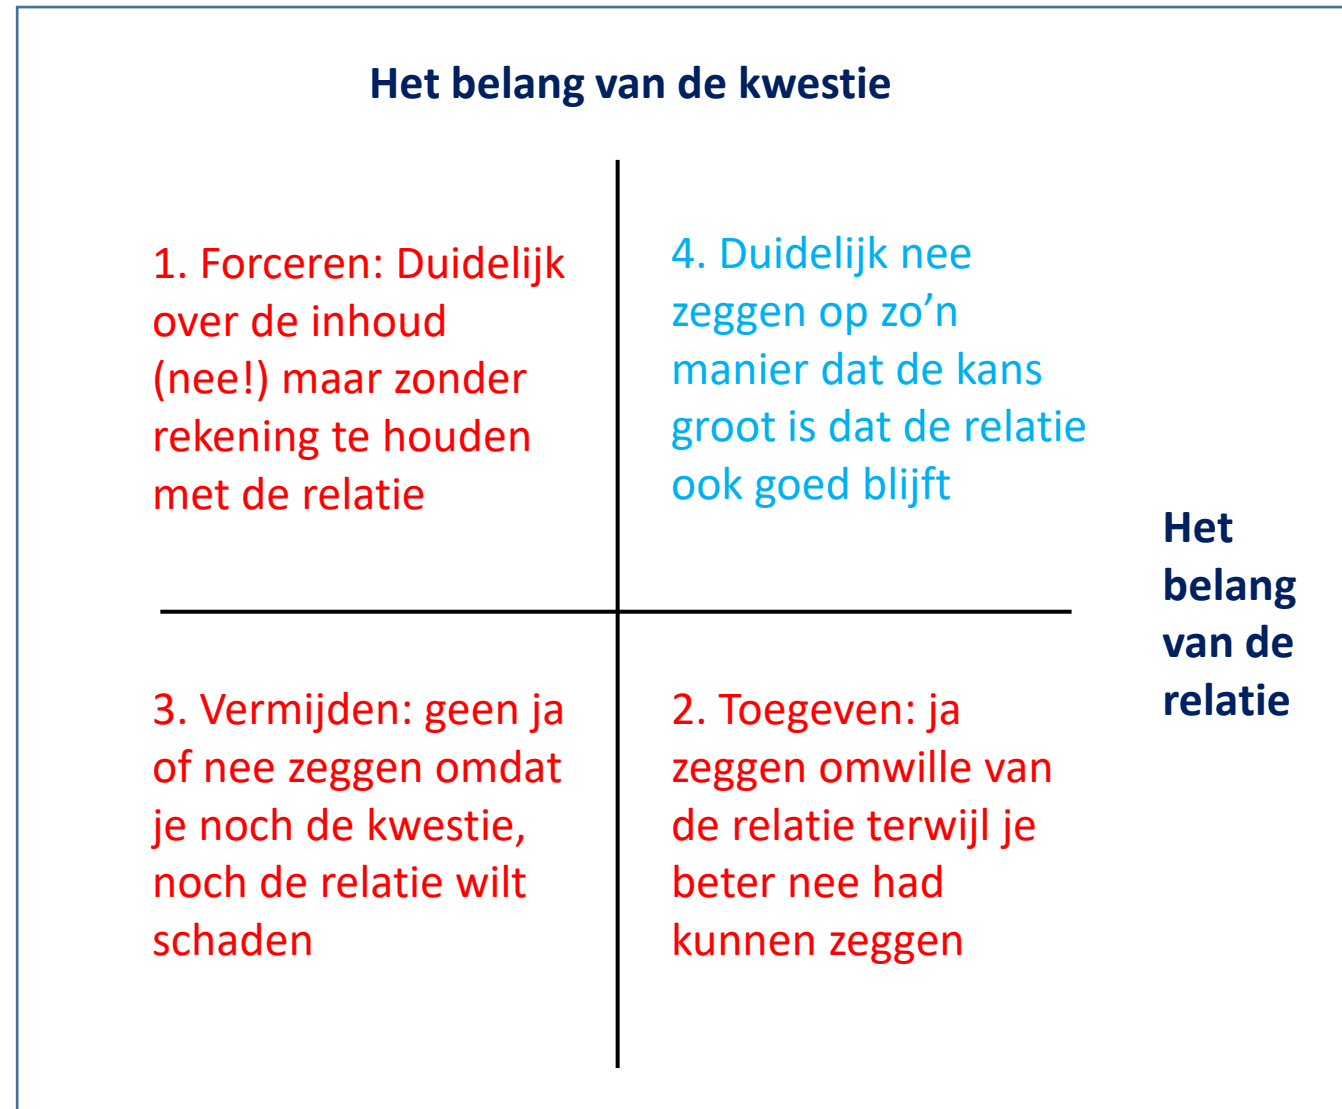 Het belang van de kwestie
1. Forceren: Duidelijk
over de inhoud
(nee!) maar zonder
rekening te houden
met de relatie
4. Duidelijk nee
zeggen op zo’n
manier dat de kans
groot is dat de relatie
ook goed blijft
Het
belang
van de
relatie
3. Vermijden: geen ja
of nee zeggen omdat
je noch de kwestie,
noch de relatie wilt
schaden
2. Toegeven: ja
zeggen omwille van
de relatie terwijl je
beter nee had
kunnen zeggen